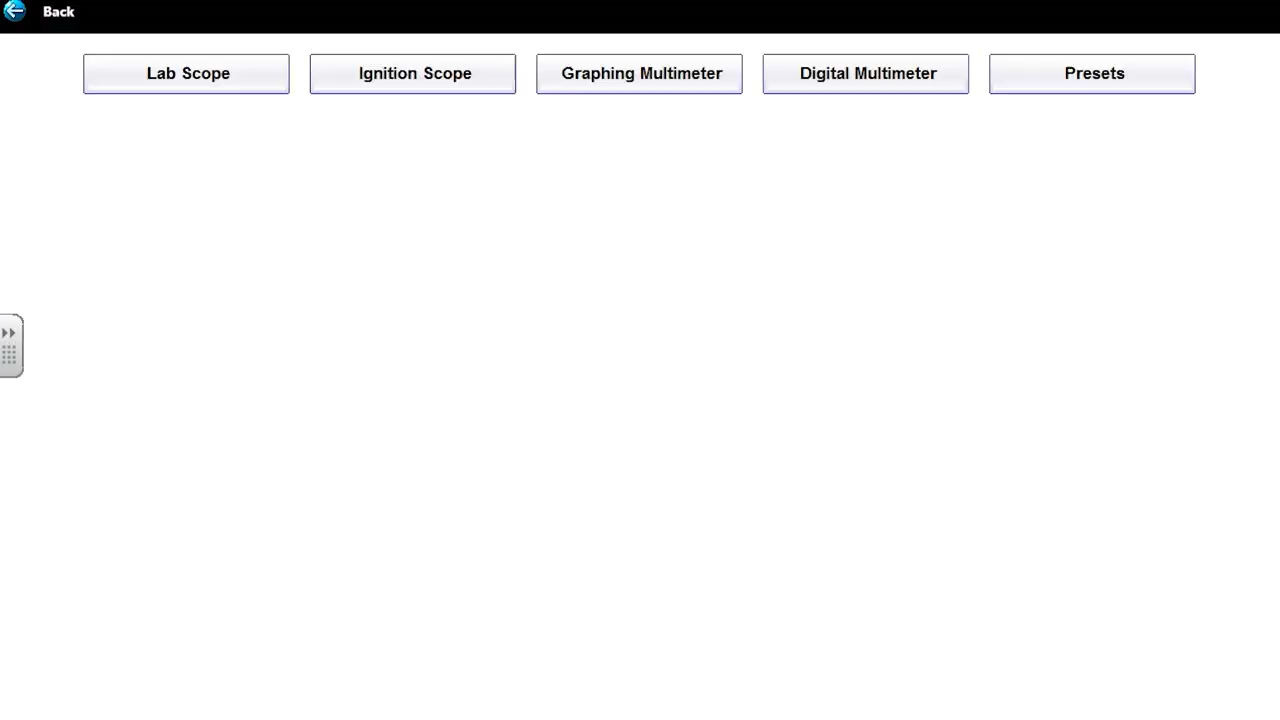 Back
Lab Scope
Ignition Scope
Graphing Multimeter
Digital Multimeter
Presets